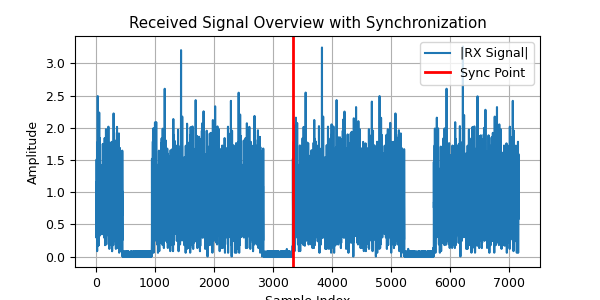 Received Signal Overview with Synchronization
|RX Signal|
Sync Point
Amplitude
3.0
2.5
2.0
1.5
1.0
0.5
0.0
0 1000 2000 3000 4000 5000 6000 7000
Sample Index